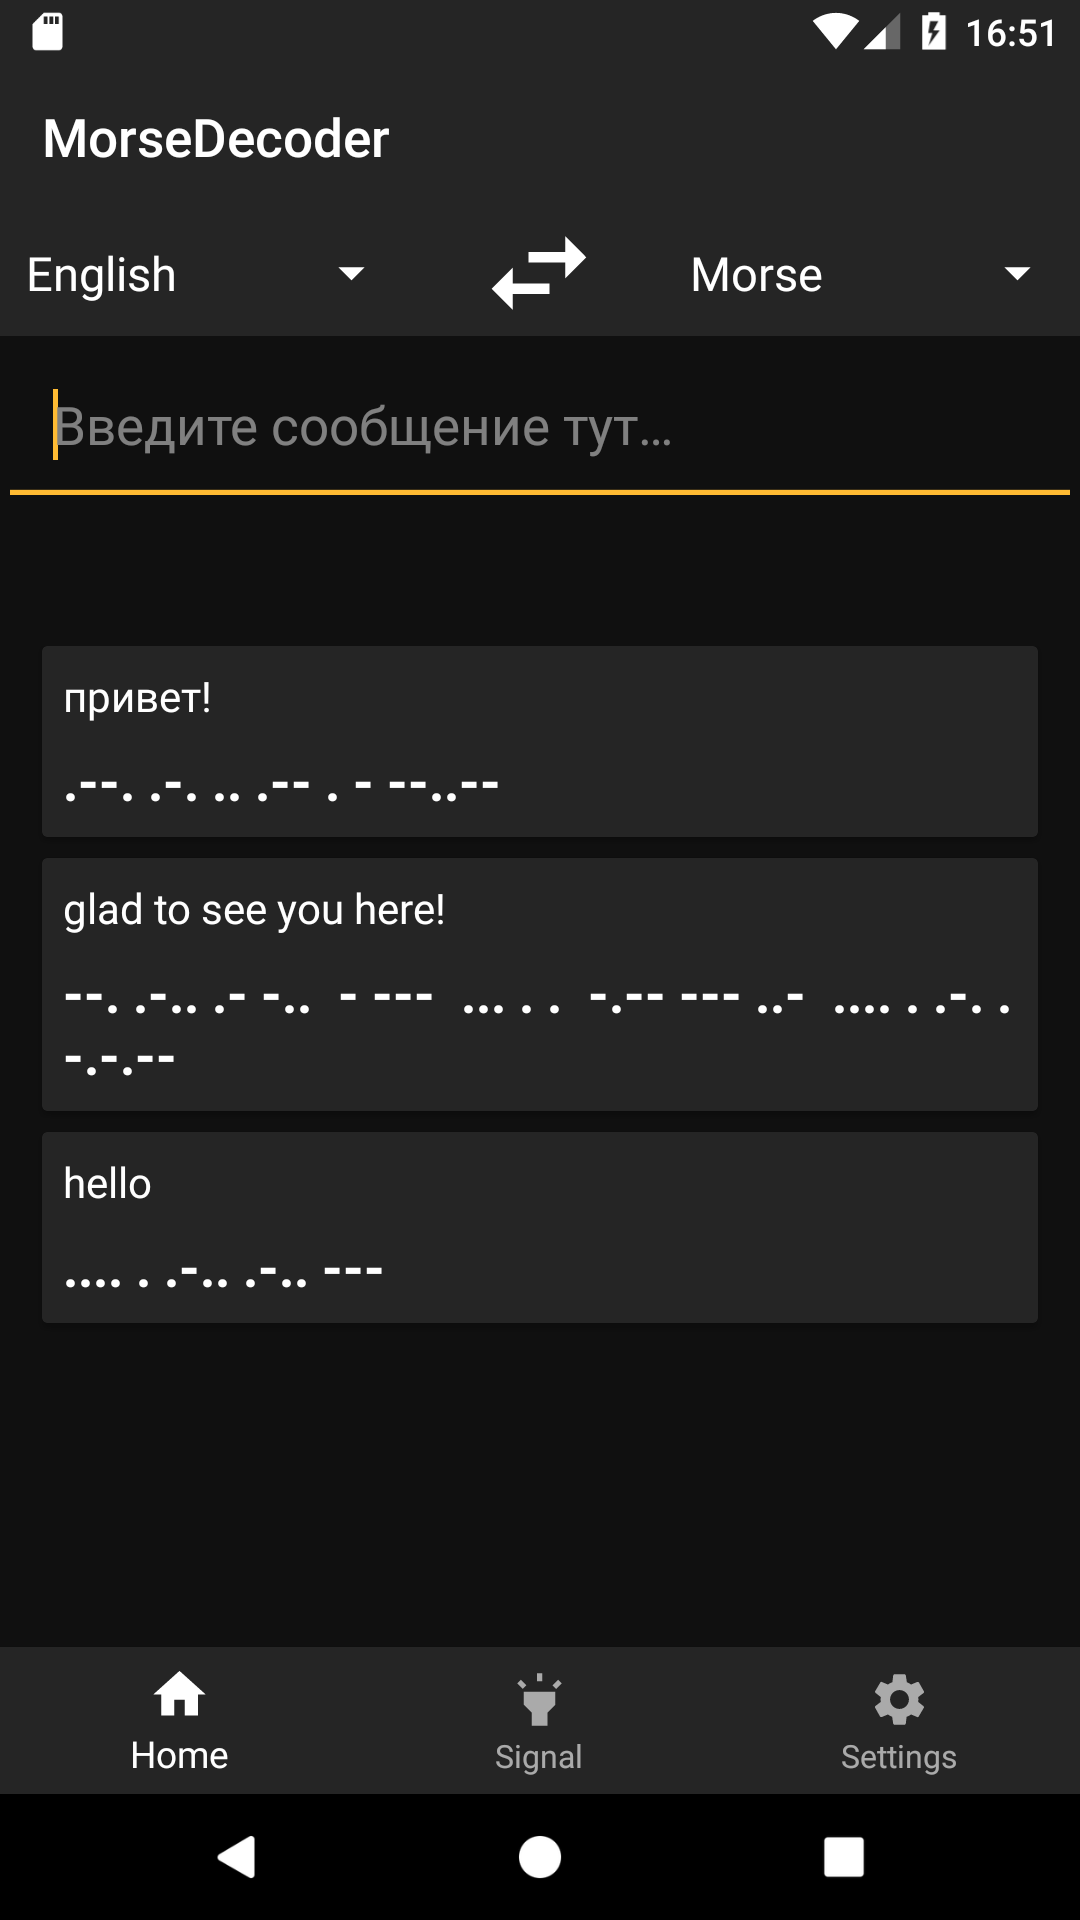 16:51
MorseDecoder
English
Morse
Введите сообщение тут...
привет!
.--. .-. .. .-- . - --..--
glad to see you here!
--. .-.. .- -..  - ---  ... . .  -.-- --- ..-  .... . .-. .
-.-.--
hello
.... . .-.. .-.. ---
Home
Signal
Settings